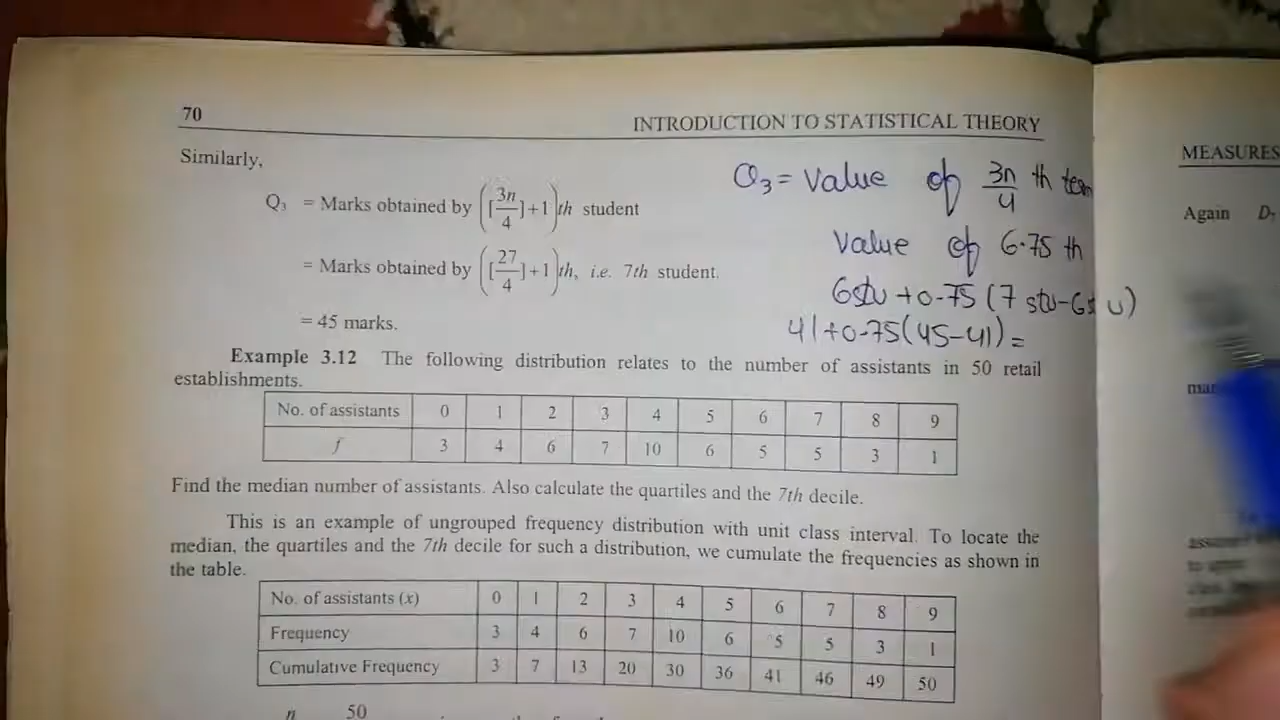 70
INTRODUCTION TO STATISTICAL THEORY
Similarly,
Q₃ = Marks obtained by ([3n/4]+1)th student
= Marks obtained by ([27/4]+1)th, i.e. 7th student.
= 45 marks.
Q₃ = Value of 3n/4 th term
Value of 6.75 th
6stu + 0.75 (7 stu-6stu)
41+0.75(45-41) =
Example 3.12 The following distribution relates to the number of assistants in 50 retail
establishments.
No. of assistants 0 1 2 3 4 5 6 7 8 9
f 3 4 6 7 10 6 5 5 3 1
Find the median number of assistants. Also calculate the quartiles and the 7th decile.
This is an example of ungrouped frequency distribution with unit class interval. To locate the
median, the quartiles and the 7th decile for such a distribution, we cumulate the frequencies as shown in
the table.
No. of assistants (x) 0 1 2 3 4 5 6 7 8 9
Frequency 3 4 6 7 10 6 5 5 3 1
Cumulative Frequency 3 7 13 20 30 36 41 46 49 50
n 50
MEASURES
Again D₇